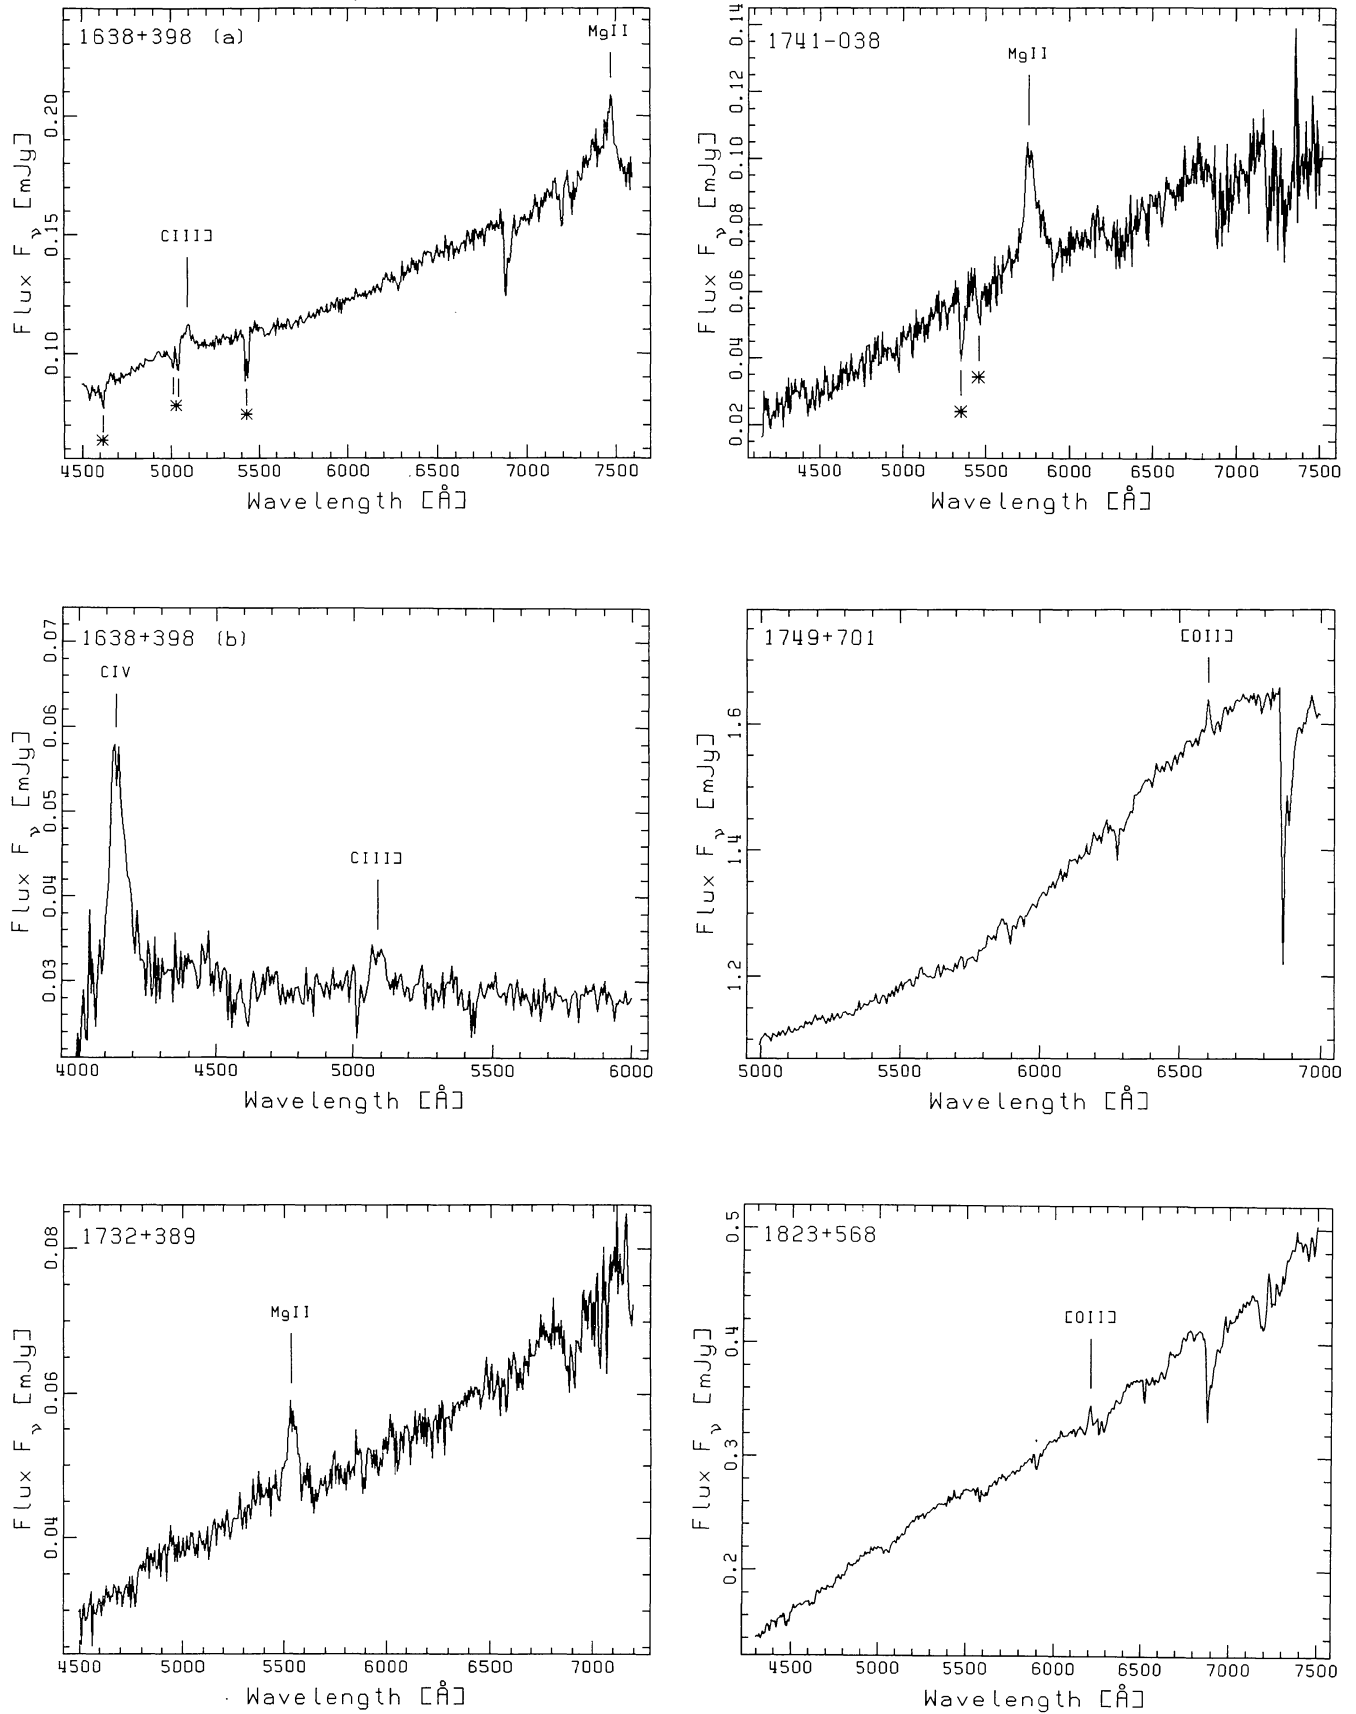 1638+398 (a)
MgII
CIII]
*
*
*
0.10
0.15
0.20
Flux Fν [mJy]
4500 5000 5500 6000 6500 7000 7500
Wavelength [Å]
1741-038
MgII
*
*
0.02
0.04
0.06
0.08
0.10
0.12
0.14
Flux Fν [mJy]
4500 5000 5500 6000 6500 7000 7500
Wavelength [Å]
1638+398 (b)
CIV
CIII]
0.03
0.04
0.05
0.06
0.07
Flux Fν [mJy]
4000 4500 5000 5500 6000
Wavelength [Å]
1749+701
[OII]
1.2
1.4
1.6
Flux Fν [mJy]
5000 5500 6000 6500 7000
Wavelength [Å]
1732+389
MgII
0.04
0.06
0.08
Flux Fν [mJy]
4500 5000 5500 6000 6500 7000
Wavelength [Å]
1823+568
[OII]
0.2
0.3
0.4
0.5
Flux Fν [mJy]
4500 5000 5500 6000 6500 7000 7500
Wavelength [Å]